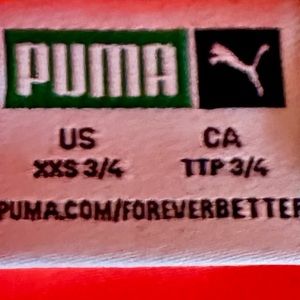 PUMA
US CA
XXS 3/4 TTP 3/4
PUMA.COM/FOREVERBETTER